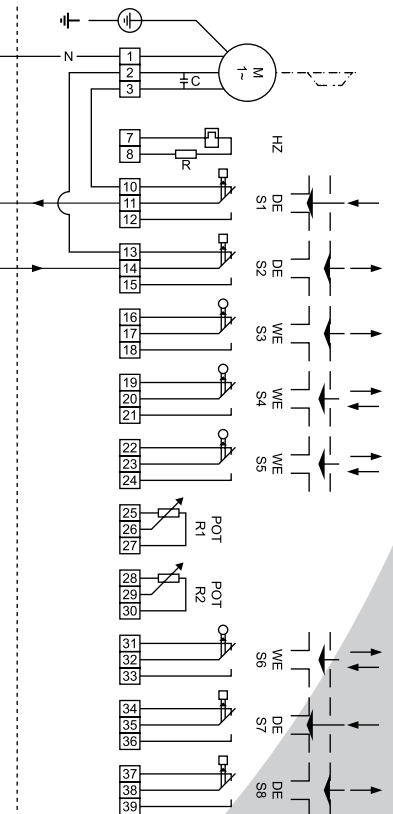 N 1
2
3
C
M
1~
7
8
R
HZ
10
11
12
S1 DE
13
14
15
S2 DE
16
17
18
S3 WE
19
20
21
S4 WE
22
23
24
S5 WE
25
26
27
R1 POT
28
29
30
R2 POT
31
32
33
S6 WE
34
35
36
S7 DE
37
38
39
S8 DE